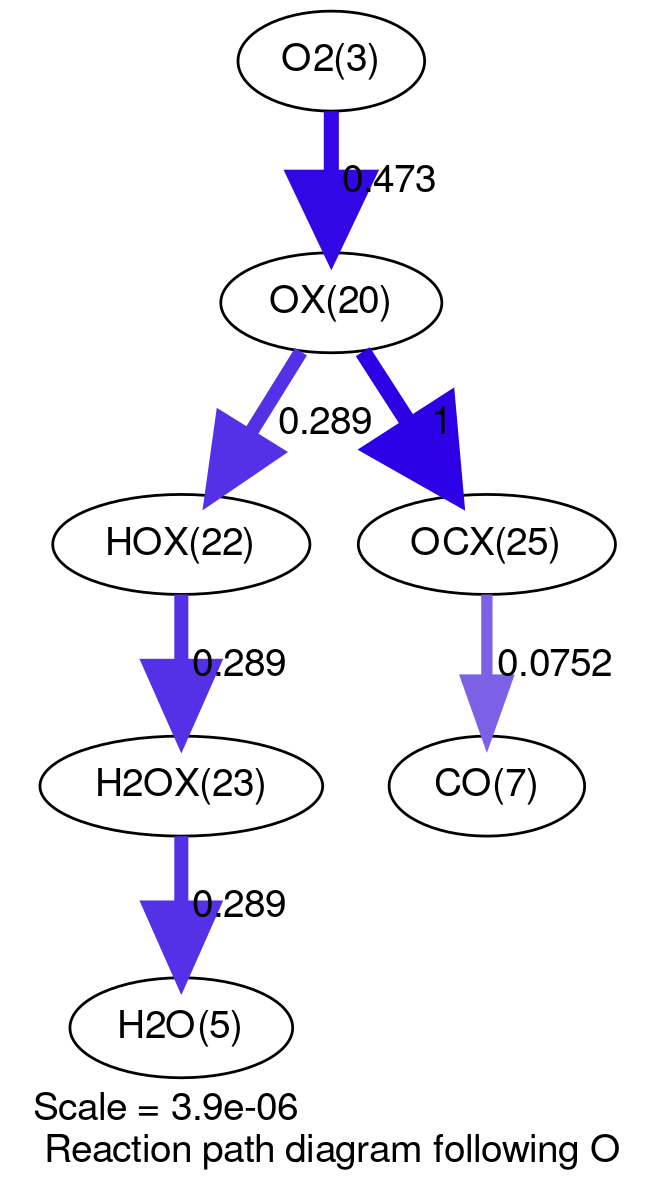 O2(3)
0.473
OX(20)
0.289
1
HOX(22)
OCX(25)
0.289
0.0752
H2OX(23)
CO(7)
0.289
H2O(5)
Scale = 3.9e-06
Reaction path diagram following O